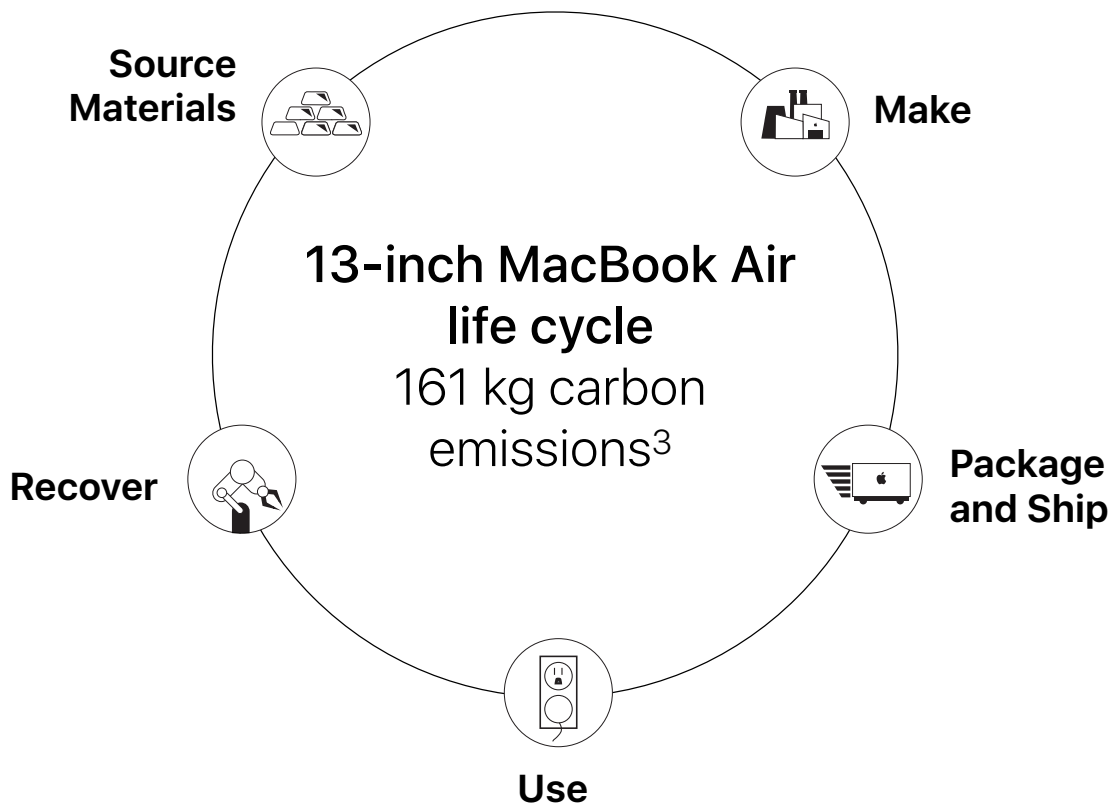 Source
Materials
Make
13-inch MacBook Air
life cycle
161 kg carbon
emissions³
Recover
Package
and Ship
Use